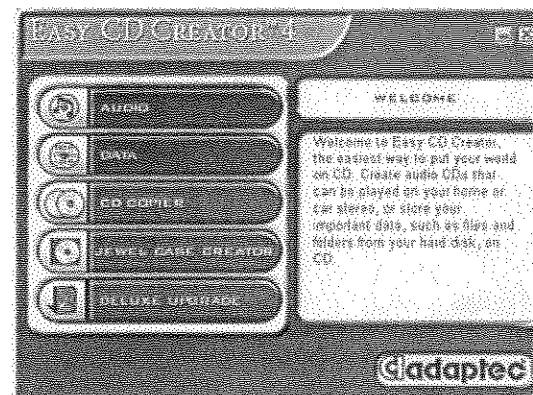 EASY CD CREATOR 4
AUDIO
DATA
CD COPIER
JEWEL CASE CREATOR
DELUXE UPGRADE
WELCOME
Welcome to Easy CD Creator,
the easiest way to put your world
on CD. Create audio CDs that
can be played on your home or
car stereo, or store your
important data, such as files and
folders from your hard disk, on
CD.
adaptec